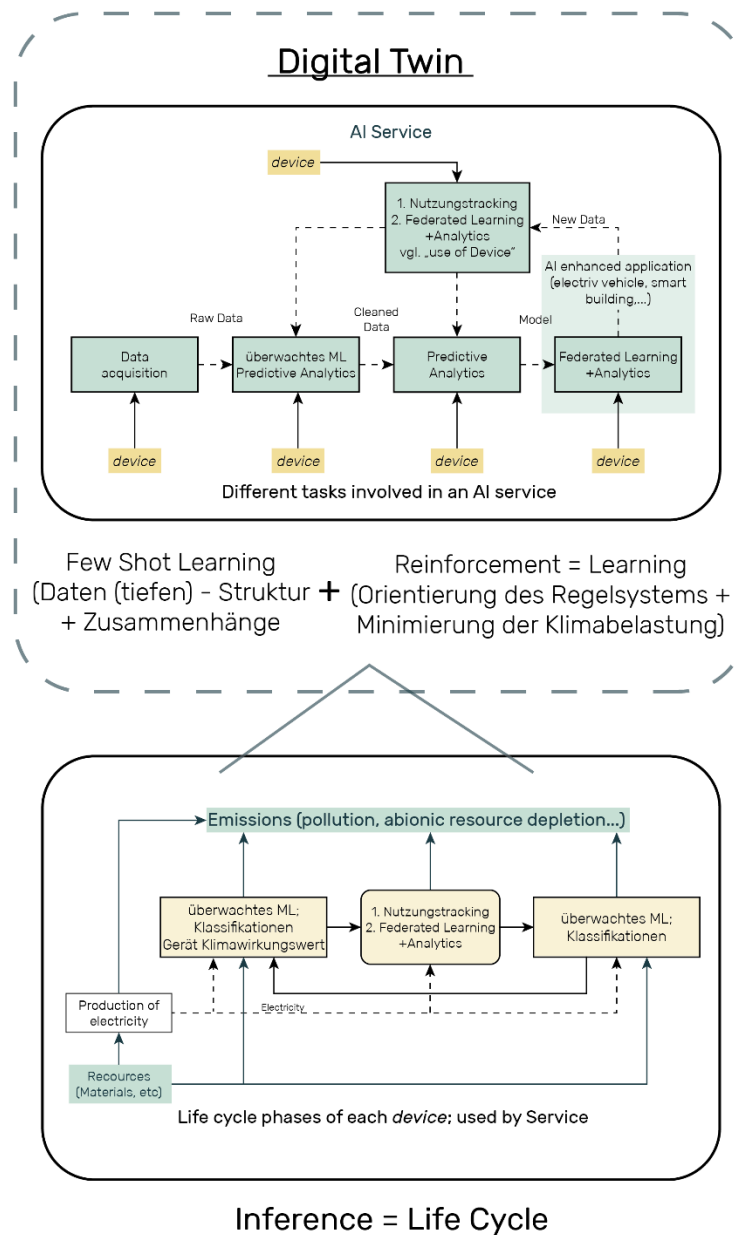 Digital Twin
AI Service
device
1. Nutzungstracking
2. Federated Learning
+Analytics
vgl. „use of Device“
New Data
AI enhanced application
(electriv vehicle, smart
building,...)
Raw Data
Cleaned
Data
Model
Data
acquisition
überwachtes ML
Predictive Analytics
Predictive
Analytics
Federated Learning
+Analytics
device
device
device
device
Different tasks involved in an AI service
Few Shot Learning
(Daten (tiefen) - Struktur
+ Zusammenhänge
+
Reinforcement = Learning
(Orientierung des Regelsystems +
Minimierung der Klimabelastung)
Emissions (pollution, abionic resource depletion...)
überwachtes ML;
Klassifikationen
Gerät Klimawirkungswert
1. Nutzungstracking
2. Federated Learning
+Analytics
überwachtes ML;
Klassifikationen
Production of
electricity
Electricity
Recources
(Materials, etc)
Life cycle phases of each device; used by Service
Inference = Life Cycle